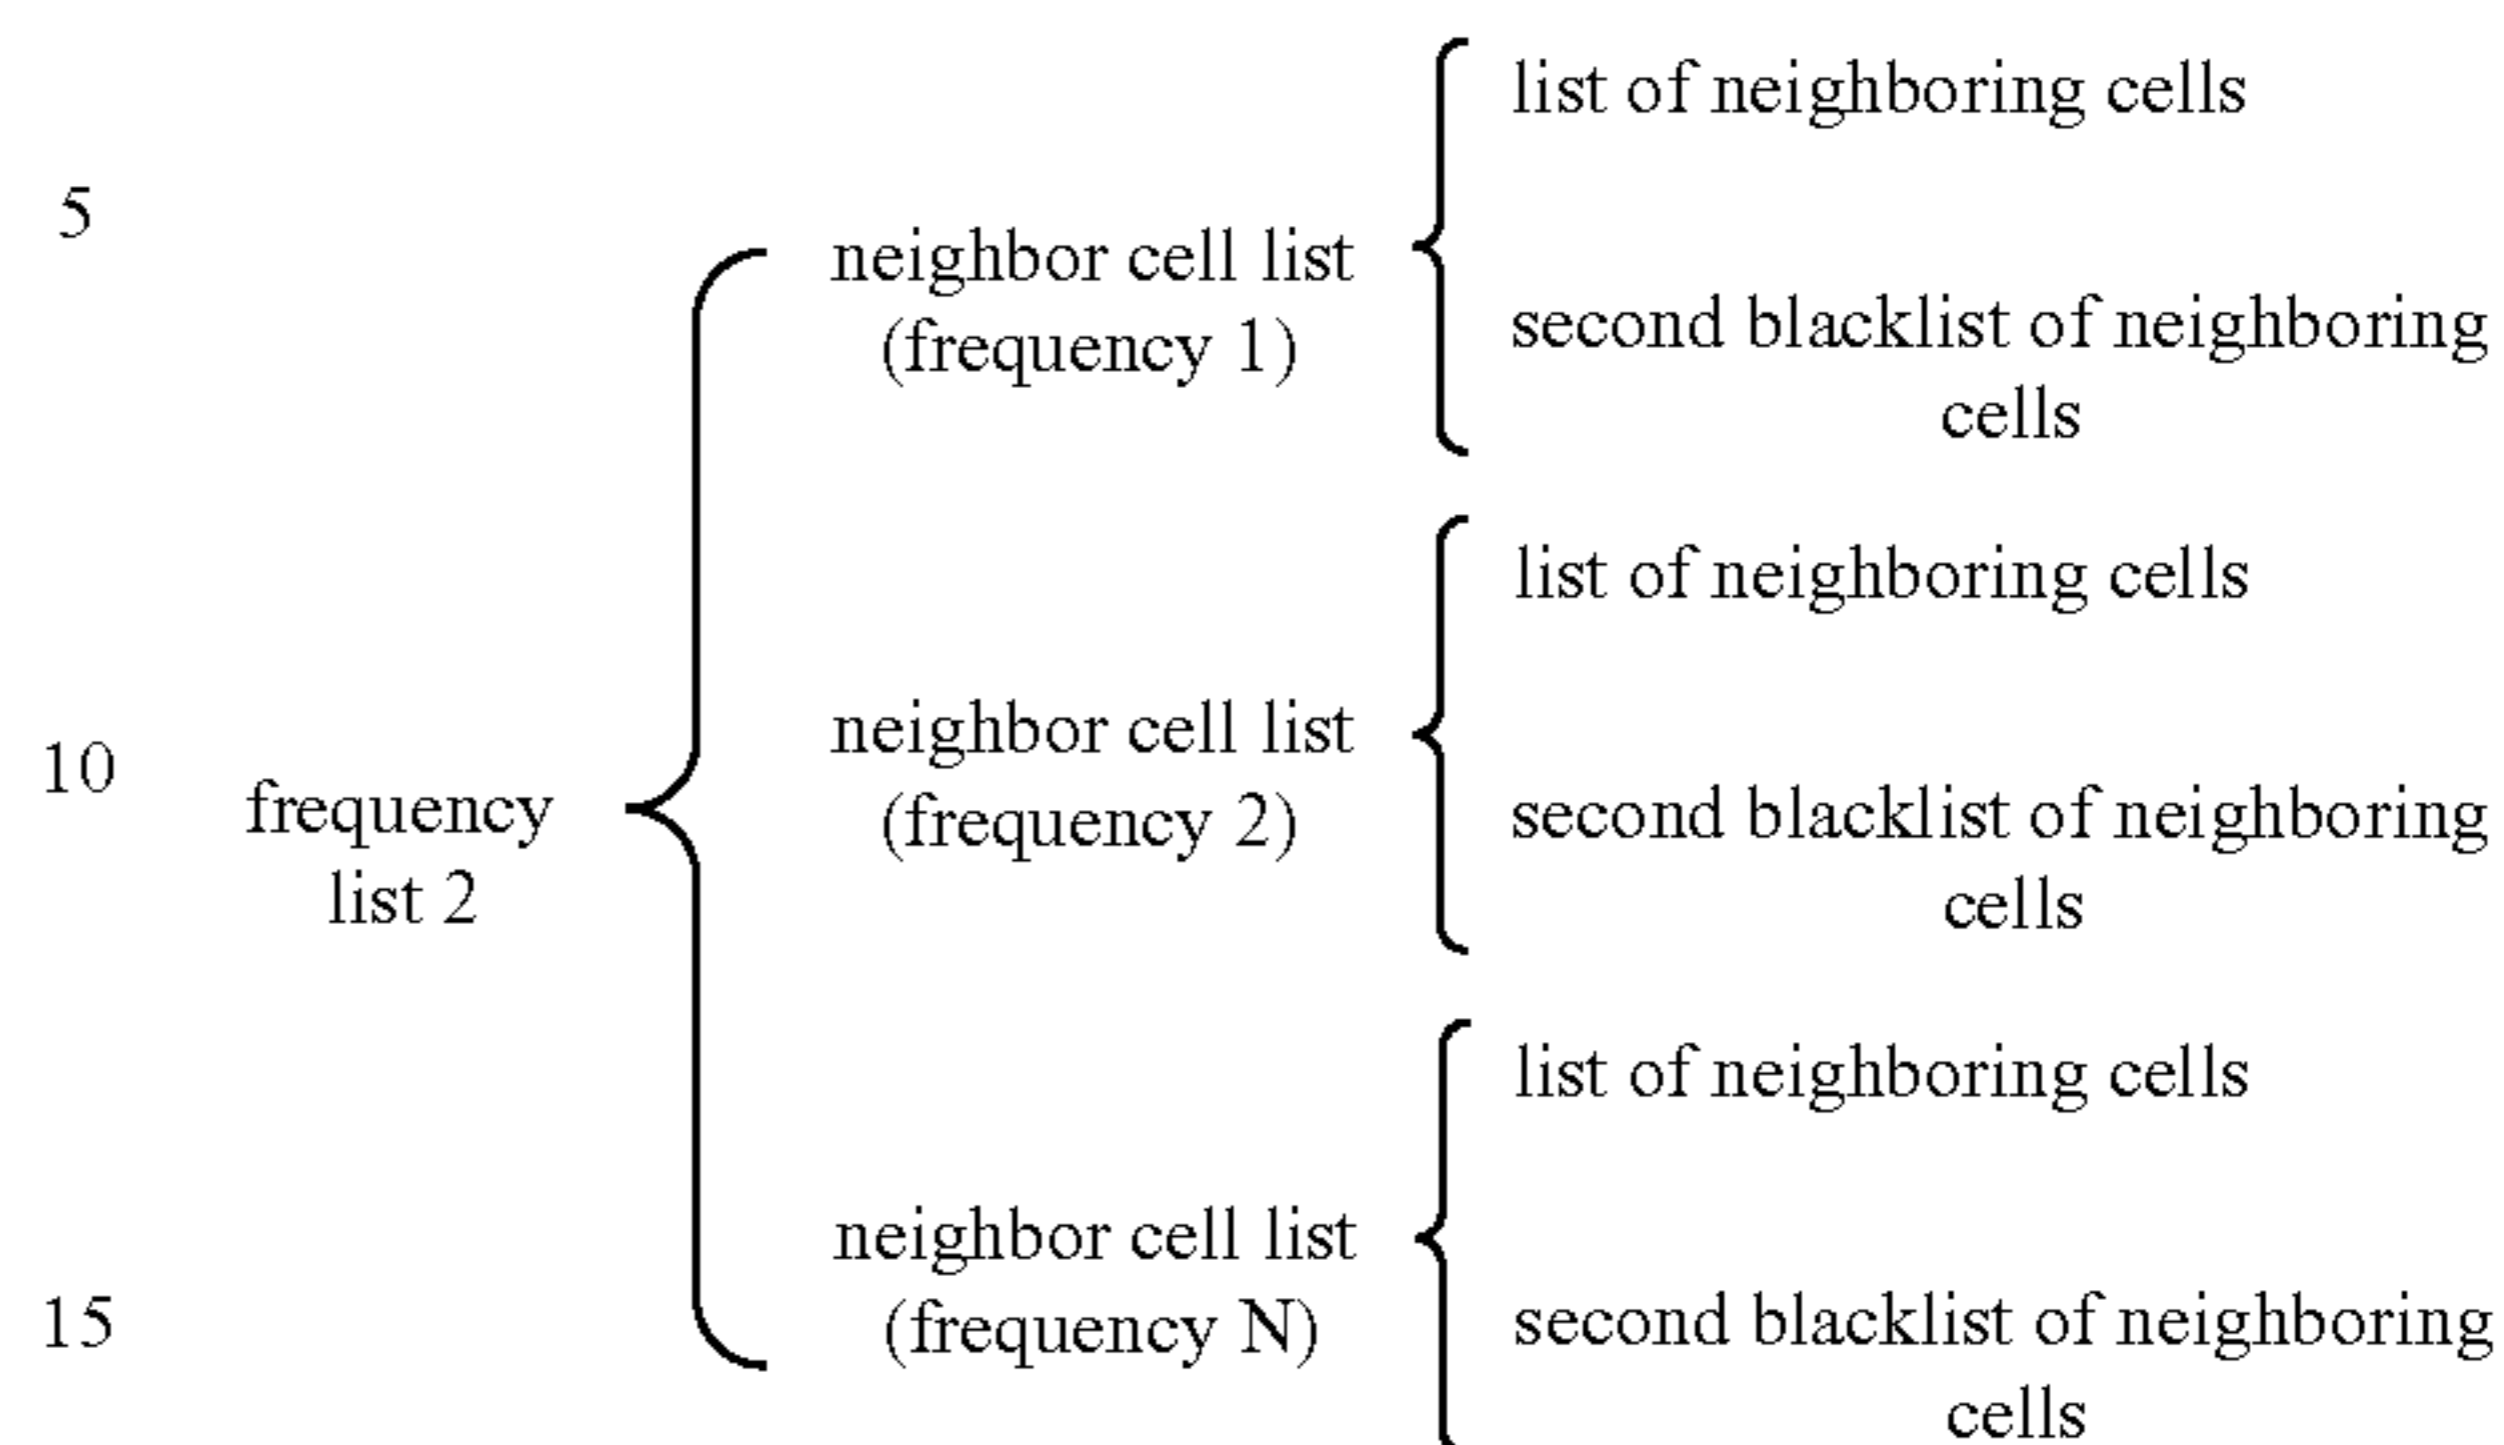 list of neighboring cells
5
neighbor cell list
(frequency 1)
second blacklist of neighboring
cells
list of neighboring cells
neighbor cell list
(frequency 2)
10
frequency
list 2
second blacklist of neighboring
cells
list of neighboring cells
neighbor cell list
(frequency N)
15
second blacklist of neighboring
cells